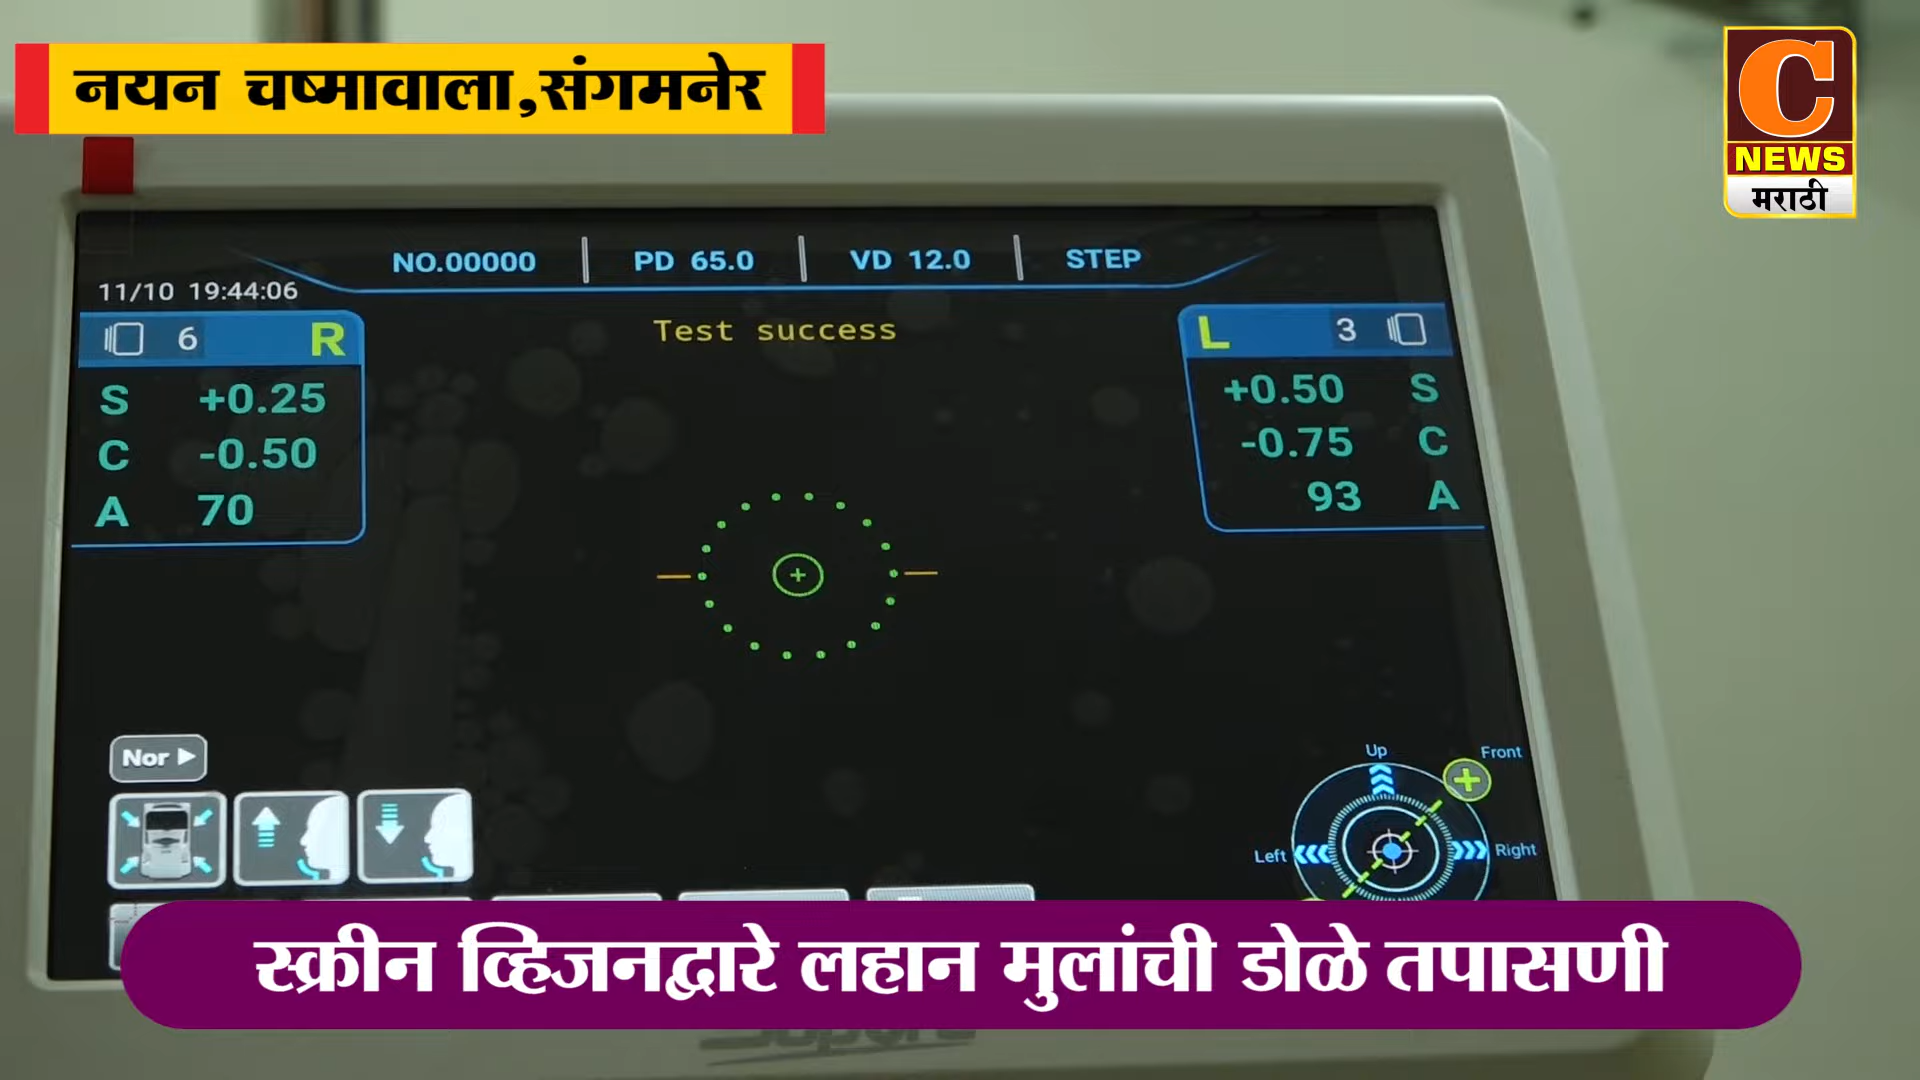 नयन चष्मावाला,संगमनेर
C
NEWS
मराठी
NO.00000 PD 65.0 VD 12.0 STEP
11/10 19:44:06
6 R
Test success
L 3
S +0.25
C -0.50
A 70
+0.50 S
-0.75 C
93 A
Nor
Up
Front
Left
Right
स्क्रीन व्हिजनद्वारे लहान मुलांची डोळे तपासणी